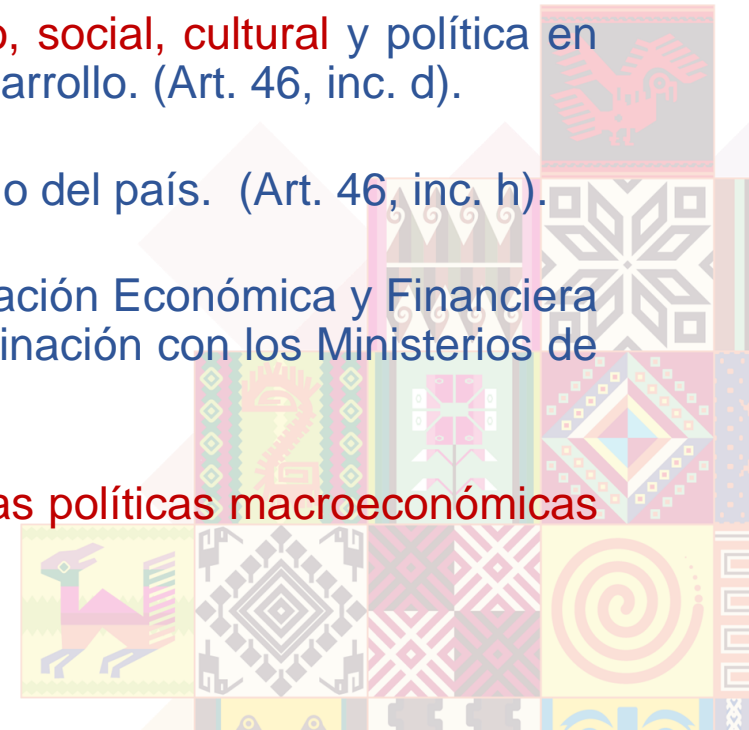 o, social, cultural y política en
arrollo. (Art. 46, inc. d).
o del país. (Art. 46, inc. h).
ación Económica y Financiera
inación con los Ministerios de
as políticas macroeconómicas